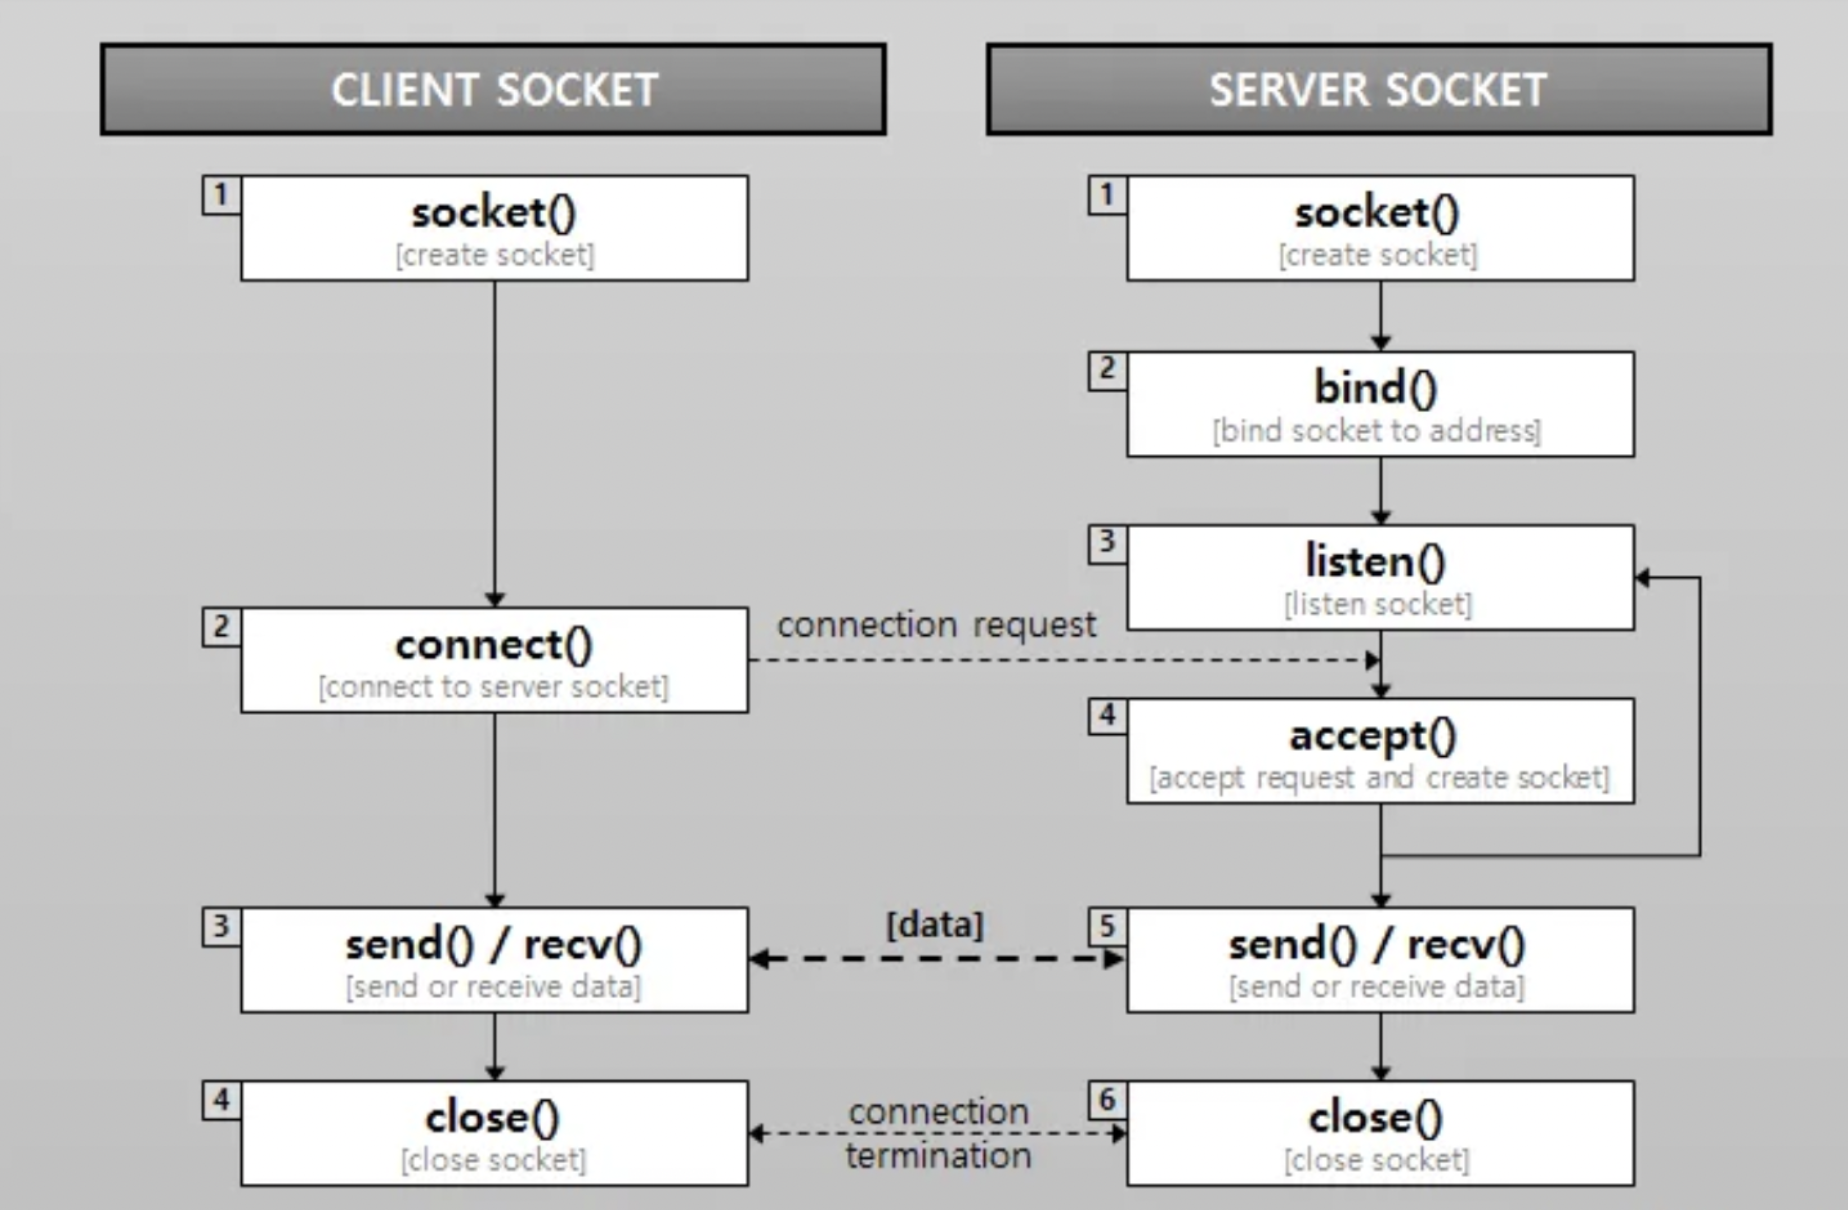 CLIENT SOCKET
1
socket()
[create socket]
2
connect()
[connect to server socket]
3
send() / recv()
[send or receive data]
4
close()
[close socket]
connection request
[data]
connection
termination
SERVER SOCKET
1
socket()
[create socket]
2
bind()
[bind socket to address]
3
listen()
[listen socket]
4
accept()
[accept request and create socket]
5
send() / recv()
[send or receive data]
6
close()
[close socket]